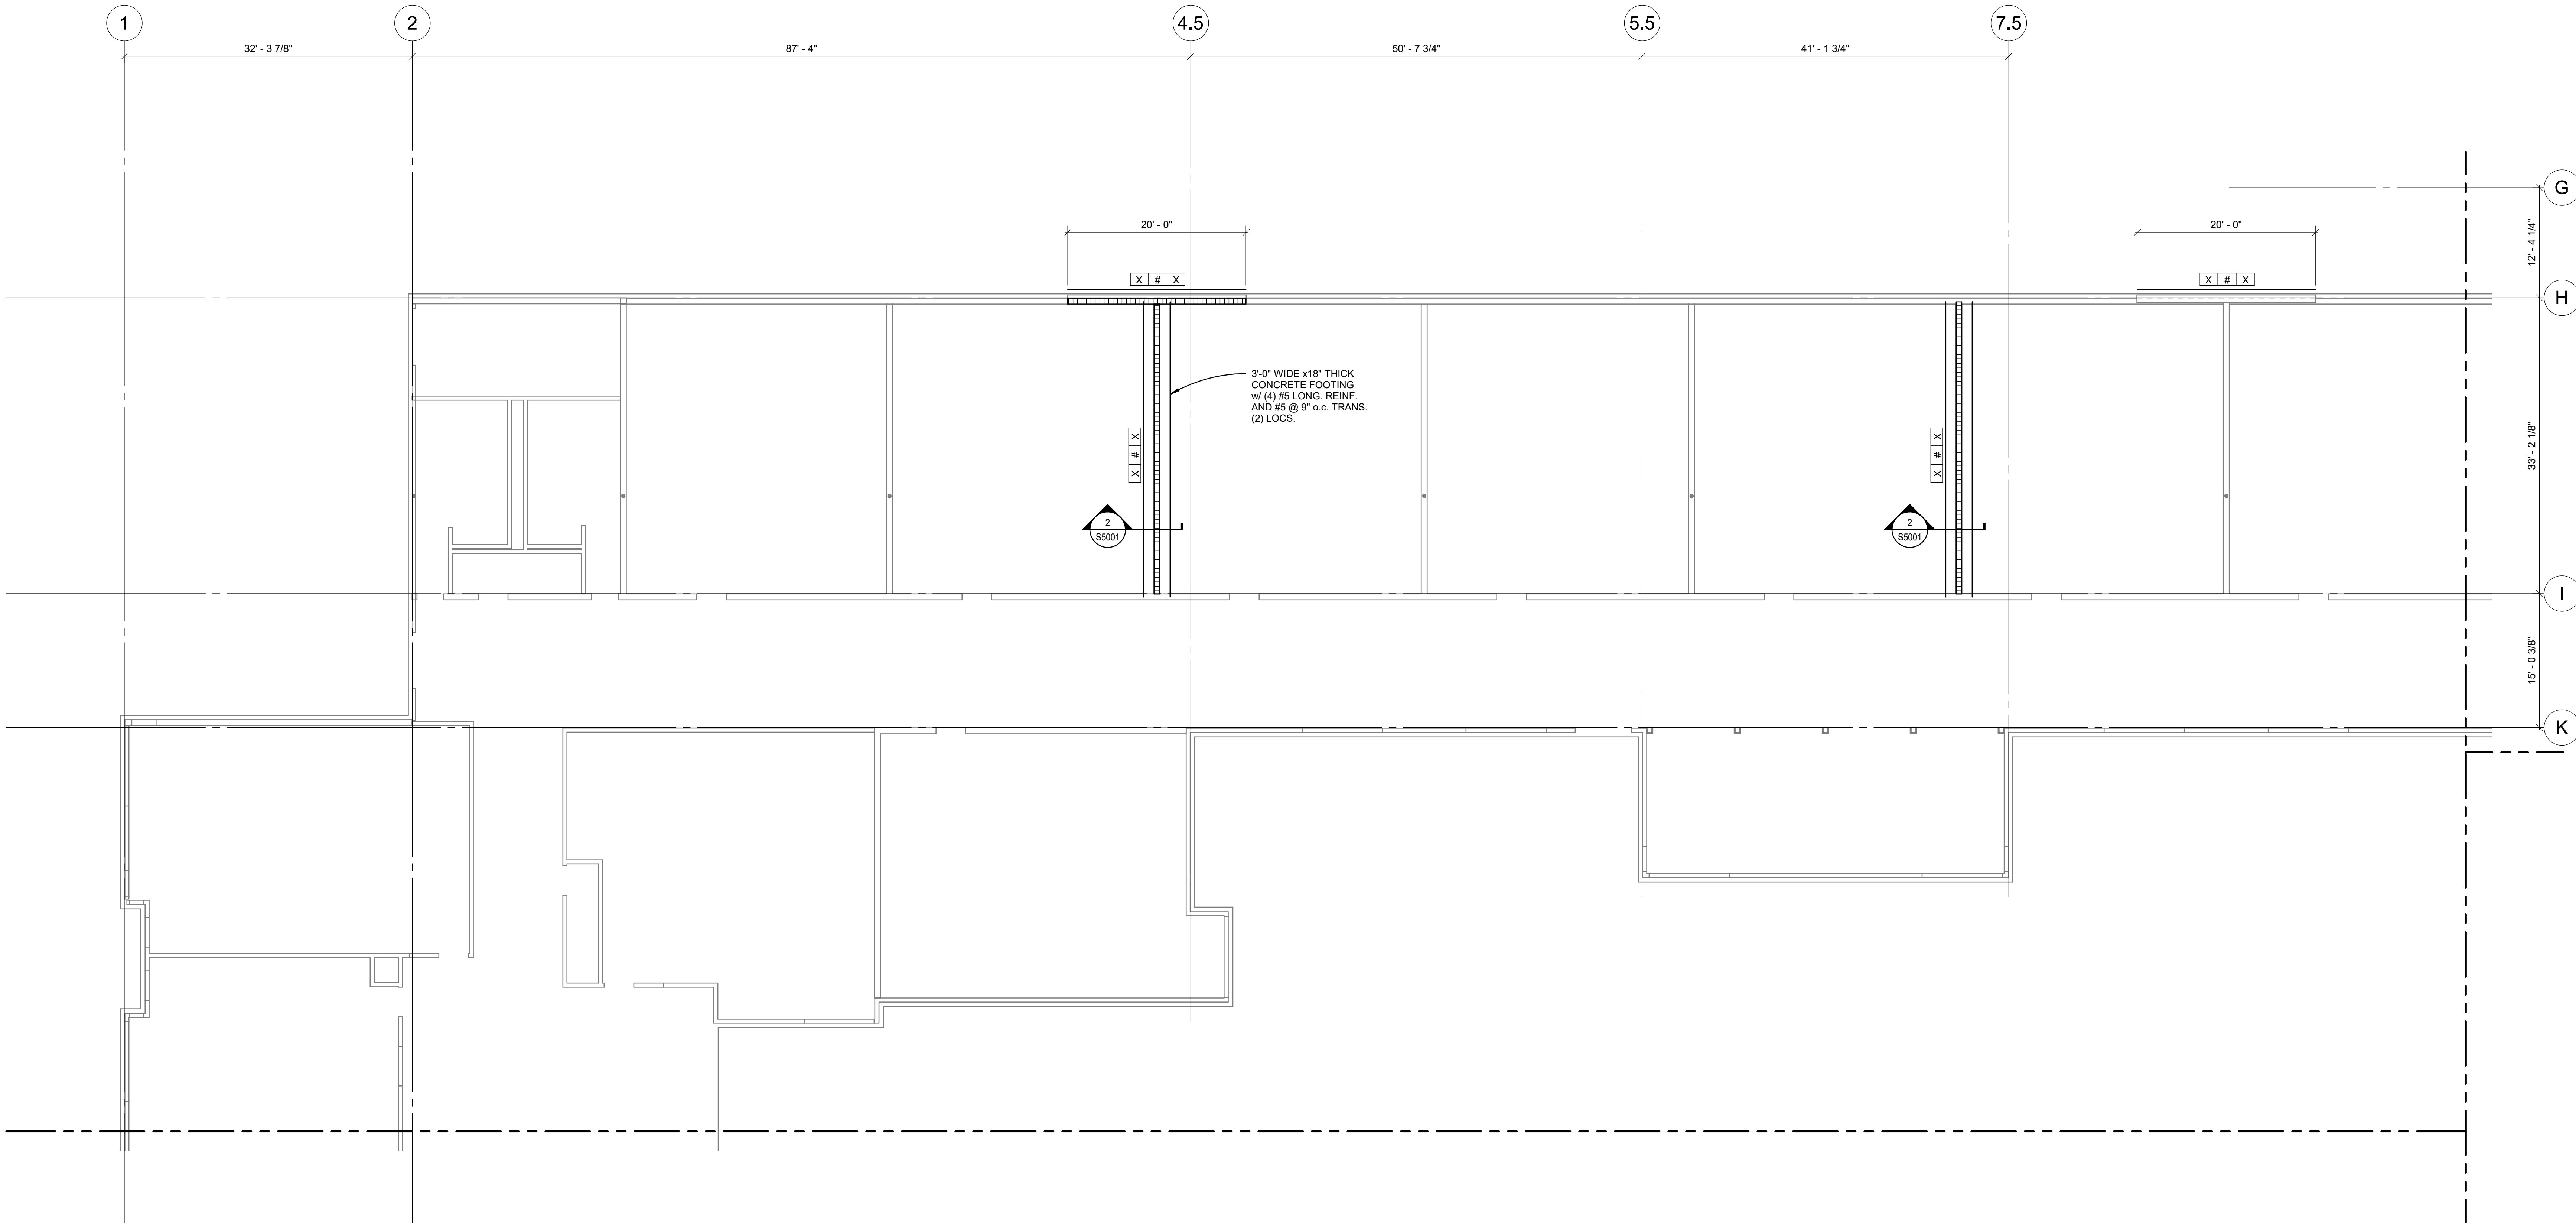 1
2
4.5
5.5
7.5
32' - 3 7/8"
87' - 4"
50' - 7 3/4"
41' - 1 3/4"
G
12' - 4 1/4"
20' - 0"
20' - 0"
X # X
X # X
H
3'-0" WIDE x18" THICK
CONCRETE FOOTING
w/ (4) #5 LONG. REINF.
AND #5 @ 9" o.c. TRANS.
(2) LOCS.
X # X
X # X
33' - 2 1/8"
2
S5001
2
S5001
I
15' - 0 3/8"
K